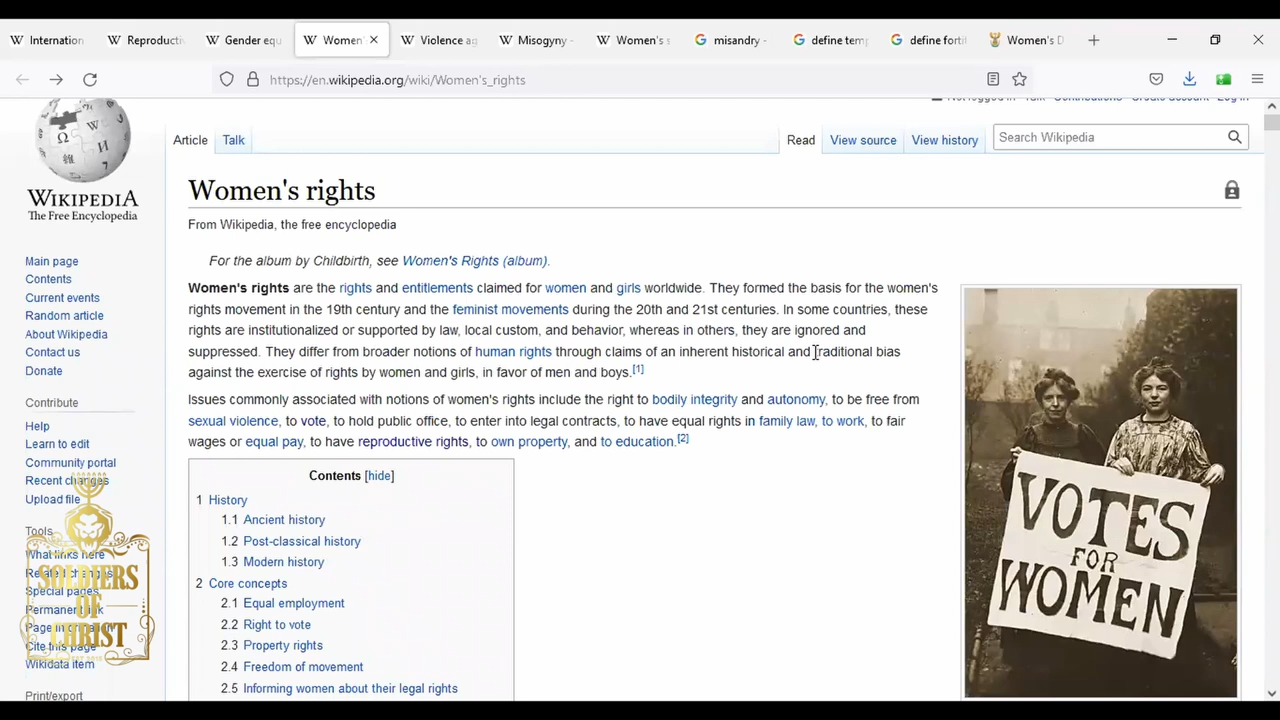 Internation
Reproductiv
Gender equ
Women'
Violence ag
Misogyny -
Women's s
misandry -
define temp
define fortit
Women's D
https://en.wikipedia.org/wiki/Women's_rights
Article
Talk
Read
View source
View history
Search Wikipedia
WIKIPEDIA
The Free Encyclopedia
Main page
Contents
Current events
Random article
About Wikipedia
Contact us
Donate
Contribute
Help
Learn to edit
Community portal
Recent changes
Upload file
Tools
What links here
Related changes
Special pages
Permanent link
Page information
Cite this page
Wikidata item
Print/export
SOLDIERS
OF
CHRIST
Women's rights
From Wikipedia, the free encyclopedia
For the album by Childbirth, see Women's Rights (album).
Women's rights are the rights and entitlements claimed for women and girls worldwide. They formed the basis for the women's
rights movement in the 19th century and the feminist movements during the 20th and 21st centuries. In some countries, these
rights are institutionalized or supported by law, local custom, and behavior, whereas in others, they are ignored and
suppressed. They differ from broader notions of human rights through claims of an inherent historical and traditional bias
against the exercise of rights by women and girls, in favor of men and boys.[1]
Issues commonly associated with notions of women's rights include the right to bodily integrity and autonomy, to be free from
sexual violence, to vote, to hold public office, to enter into legal contracts, to have equal rights in family law, to work, to fair
wages or equal pay, to have reproductive rights, to own property, and to education.[2]
Contents [hide]
1 History
1.1 Ancient history
1.2 Post-classical history
1.3 Modern history
2 Core concepts
2.1 Equal employment
2.2 Right to vote
2.3 Property rights
2.4 Freedom of movement
2.5 Informing women about their legal rights
VOTES
FOR
WOMEN